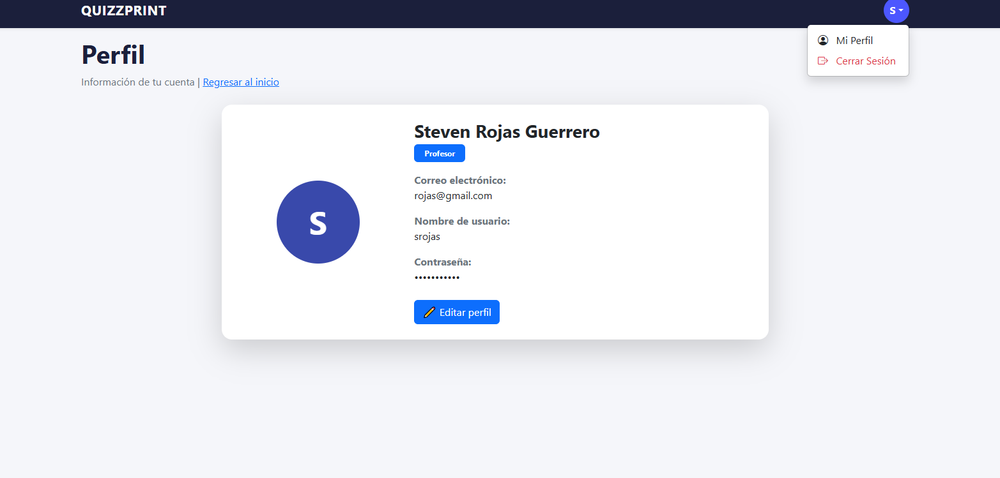 QUIZZPRINT
S
Mi Perfil
Cerrar Sesión
Perfil
Información de tu cuenta | Regresar al inicio
S
Steven Rojas Guerrero
Profesor
Correo electrónico:
rojas@gmail.com
Nombre de usuario:
srojas
Contraseña:
•••••••••••
Editar perfil